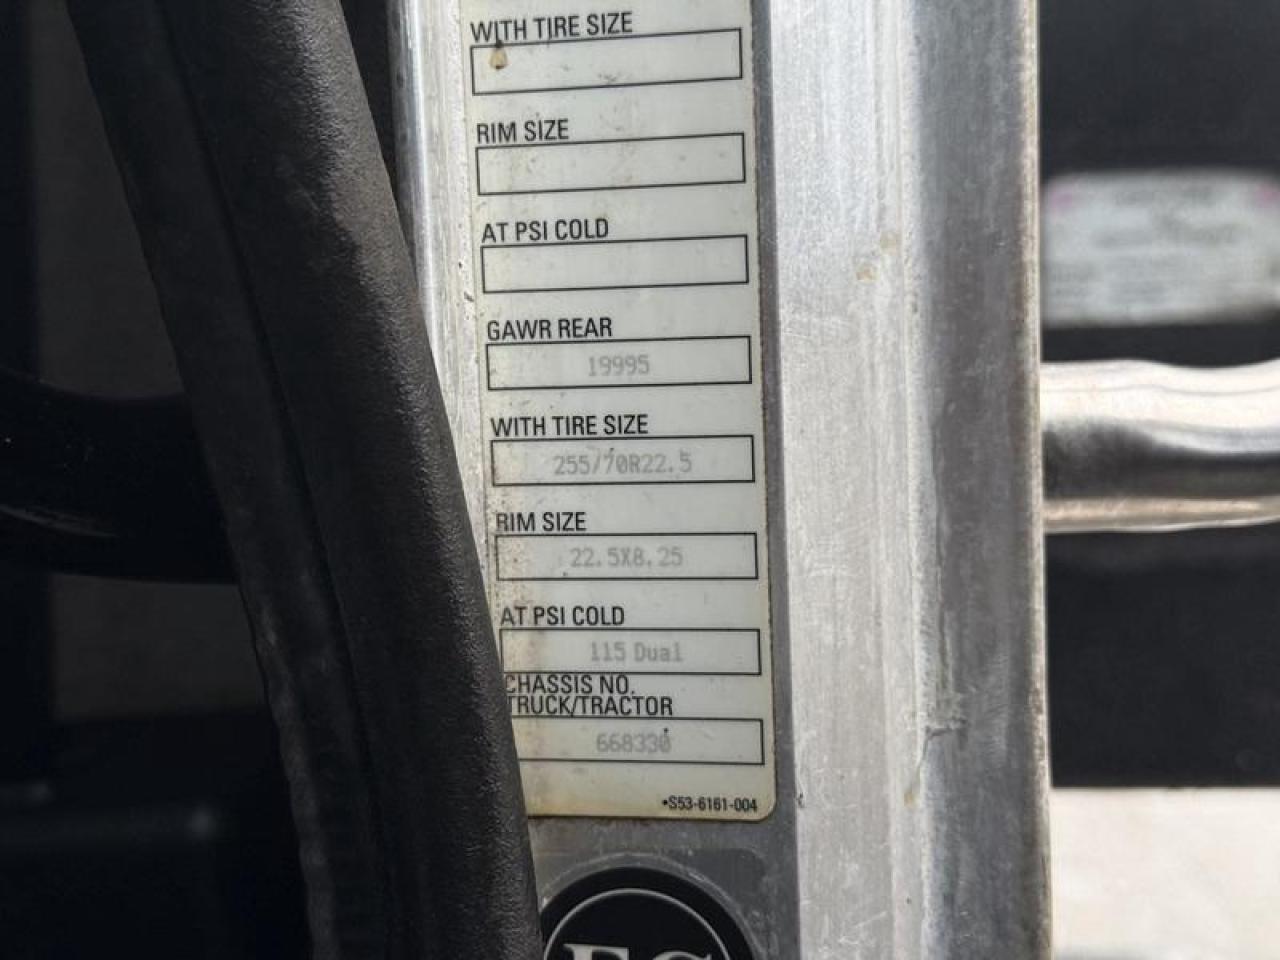 WITH TIRE SIZE
RIM SIZE
AT PSI COLD
GAWR REAR
19995
WITH TIRE SIZE
255/70R22.5
RIM SIZE
22.5X8.25
AT PSI COLD
115 Dual
CHASSIS NO.
TRUCK/TRACTOR
668330
•S53-6161-004